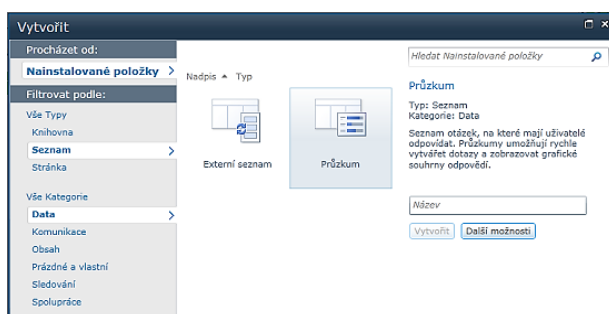 Vytvořit
Procházet od:
Nainstalované položky
Filtrovat podle:
Vše Typy
Knihovna
Seznam
Stránka
Vše Kategorie
Data
Komunikace
Obsah
Prázdné a vlastní
Sledování
Spolupráce
Nadpis Typ
Externí seznam
Průzkum
Hledat Nainstalované položky
Průzkum
Typ: Seznam
Kategorie: Data
Seznam otázek, na které mají uživatelé
odpovídat. Průzkumy umožňují rychle
vytvářet dotazy a zobrazovat grafické
souhrny odpovědí.
Název
Vytvořit Další možnosti